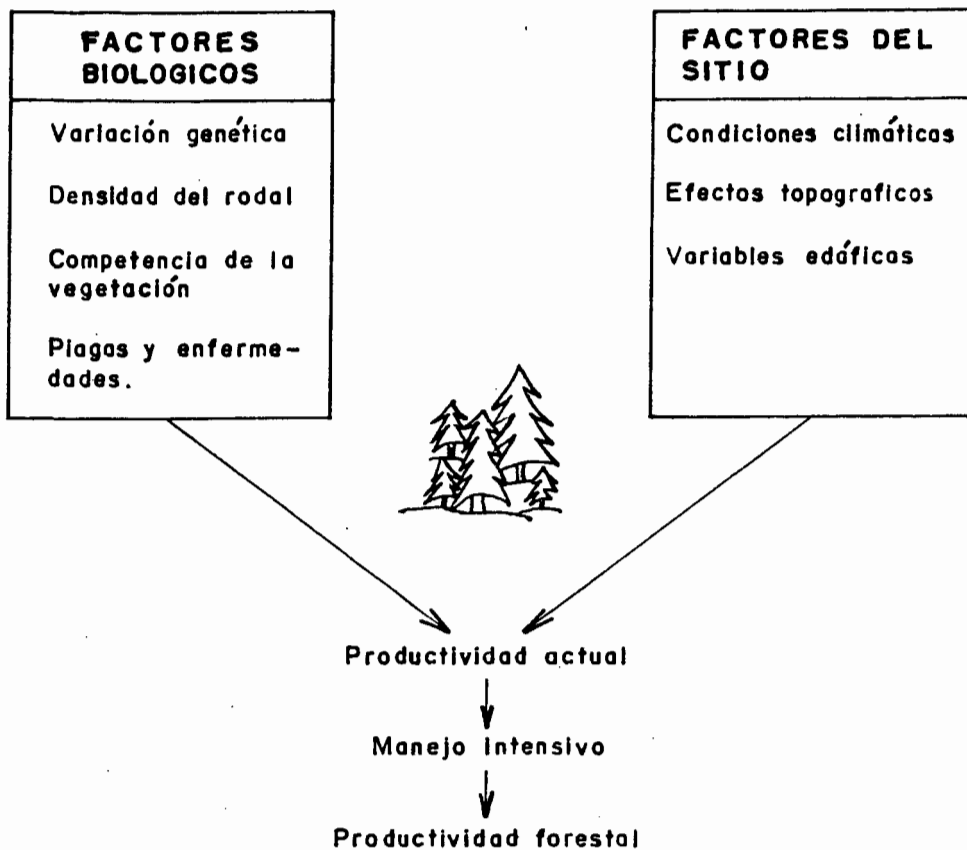 FACTORES
BIOLOGICOS
Variación genética
Densidad del rodal
Competencia de la
vegetación
Plagas y enferme-
dades.
FACTORES DEL
SITIO
Condiciones climáticas
Efectos topograficos
Variables edáficas
Productividad actual
Manejo intensivo
Productividad forestal